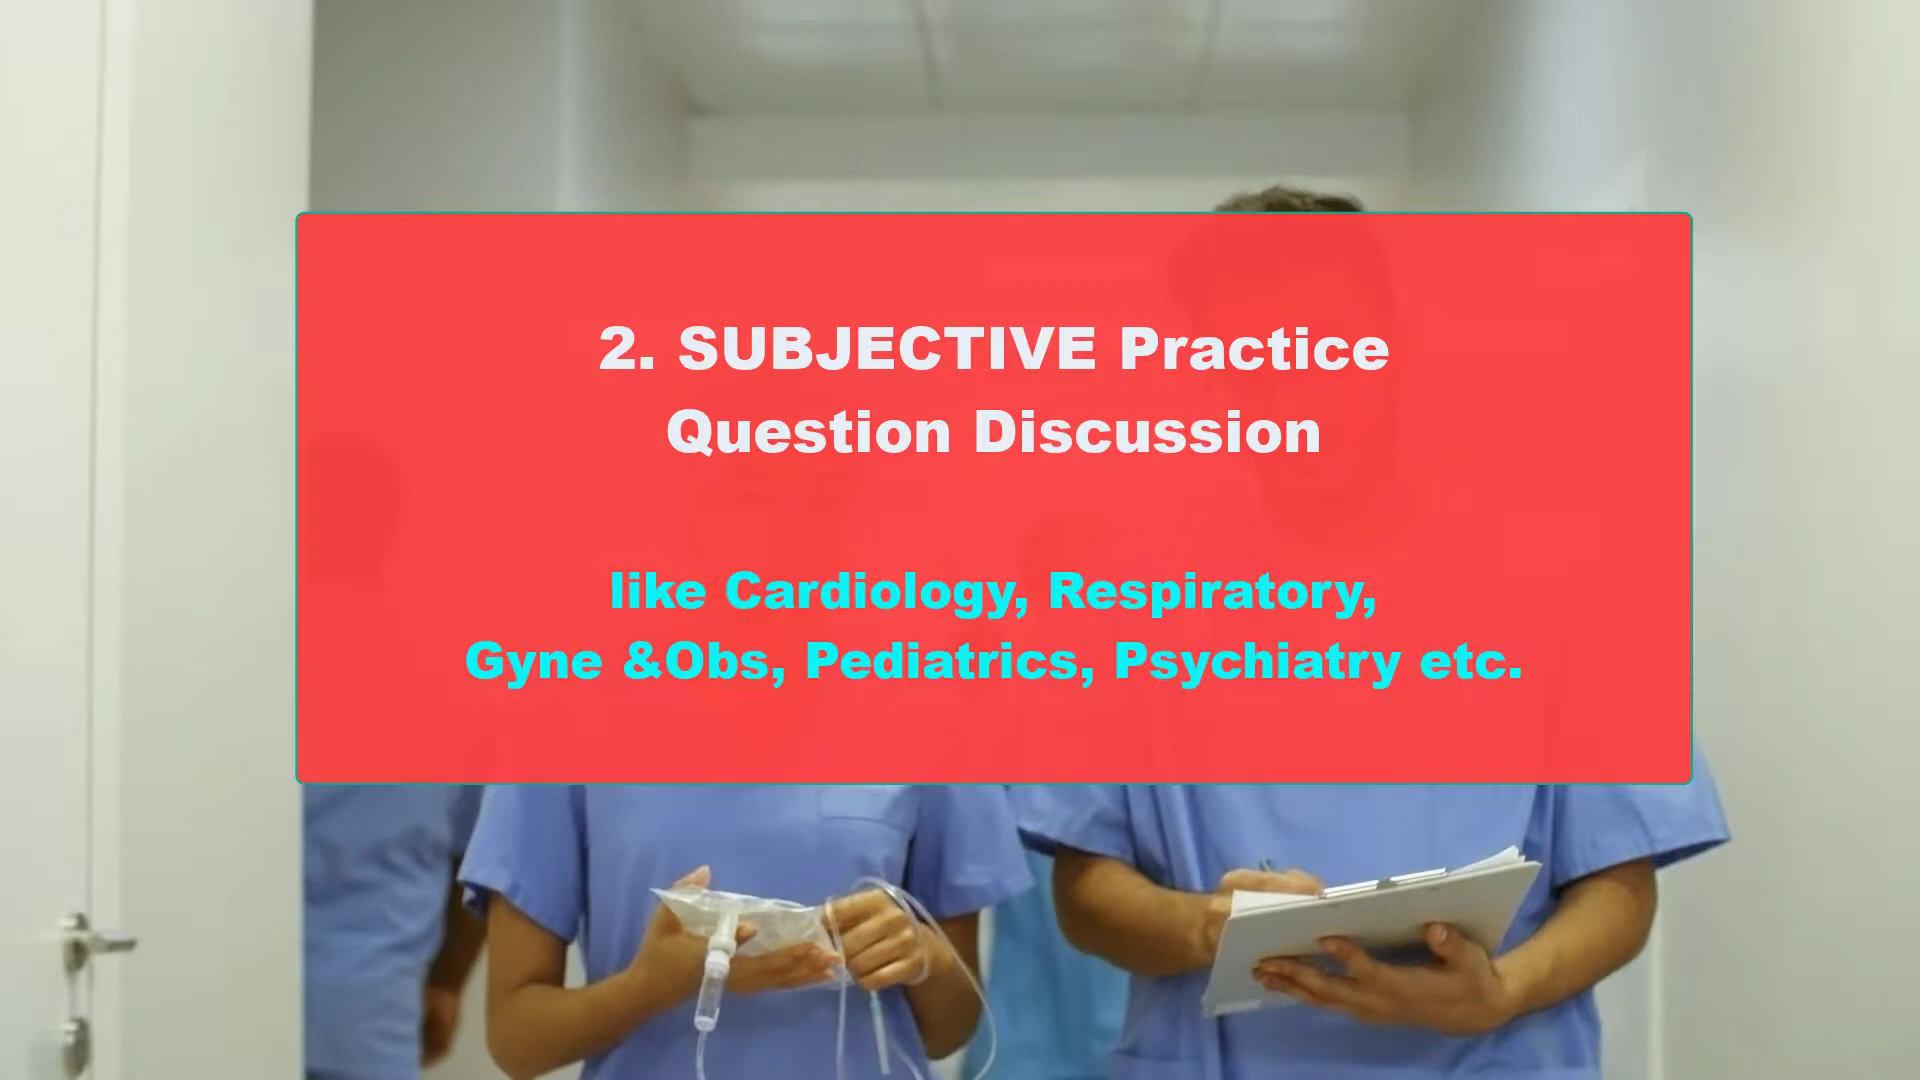 2. SUBJECTIVE Practice
Question Discussion
like Cardiology, Respiratory,
Gyne &Obs, Pediatrics, Psychiatry etc.